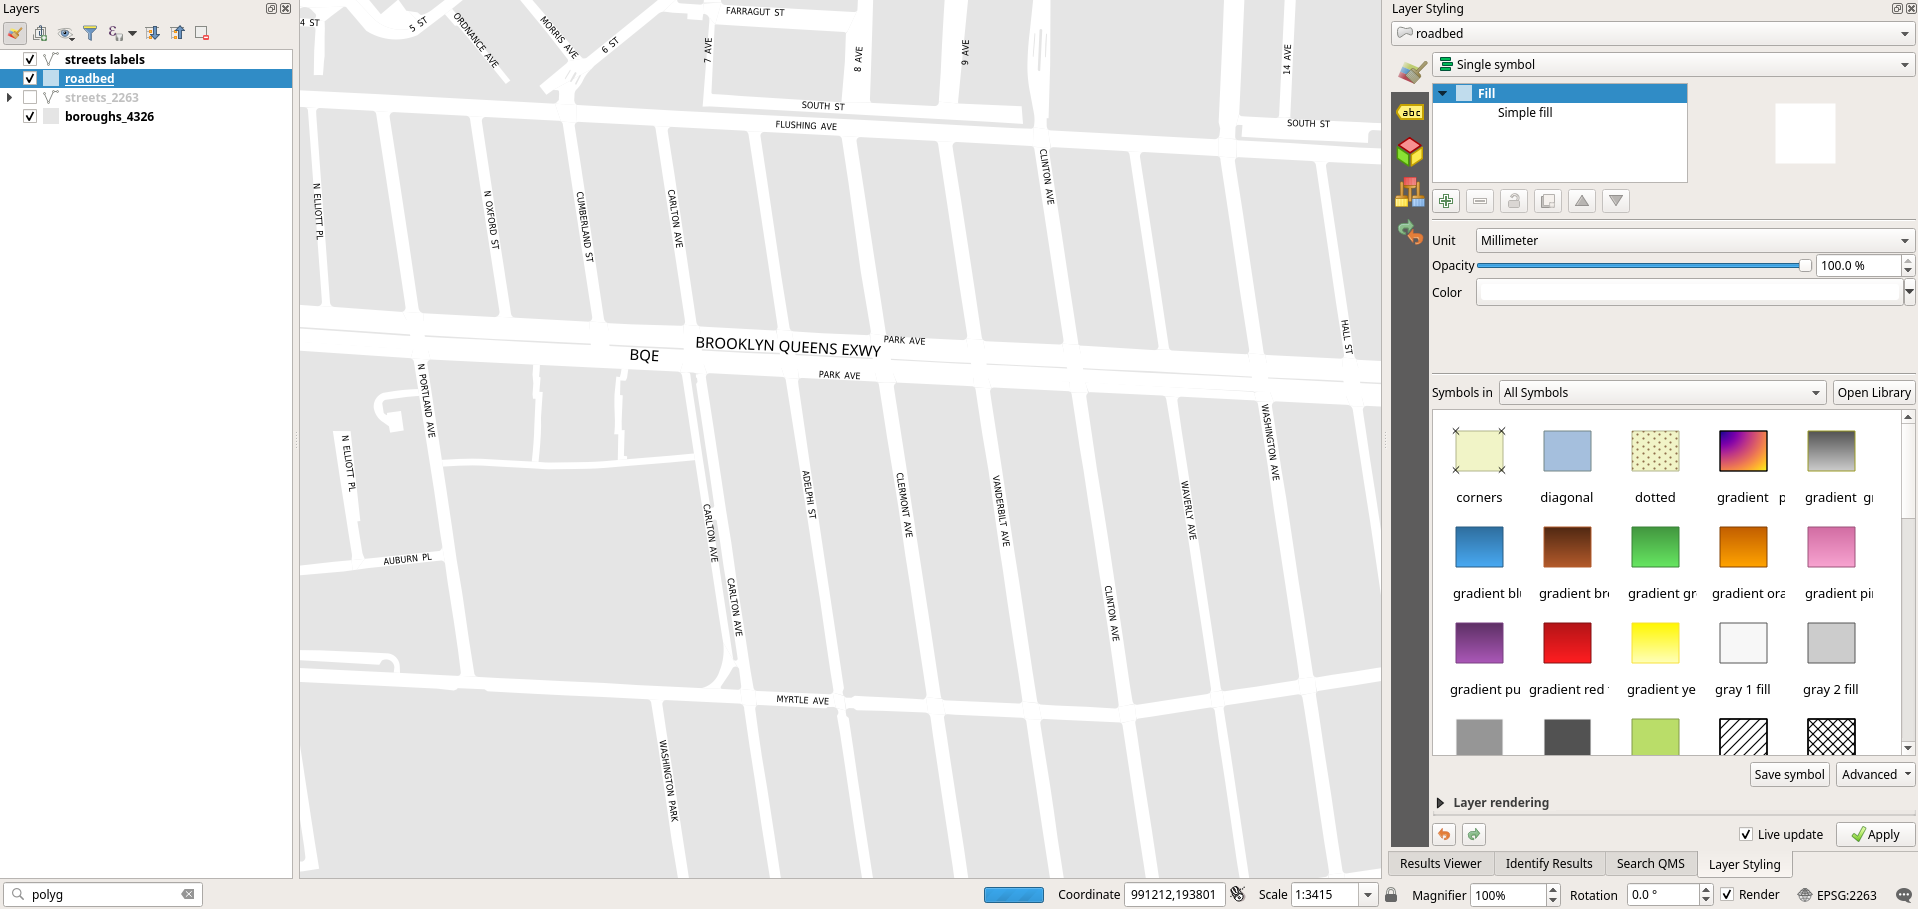 Layers
streets labels
roadbed
streets_2263
boroughs_4326
polyg
4 ST
5 ST
ORDNANCE AVE
MORRIS AVE
6 ST
FARRAGUT ST
7 AVE
8 AVE
9 AVE
14 AVE
SOUTH ST
SOUTH ST
FLUSHING AVE
N ELLIOTT PL
N OXFORD ST
CUMBERLAND ST
CARLTON AVE
CLINTON AVE
HALL ST
BQE
BROOKLYN QUEENS EXWY
PARK AVE
PARK AVE
N PORTLAND AVE
N ELLIOTT PL
AUBURN PL
CARLTON AVE
CARLTON AVE
ADELPHI ST
CLERMONT AVE
VANDERBILT AVE
CLINTON AVE
WAVERLY AVE
WASHINGTON AVE
MYRTLE AVE
WASHINGTON PARK
Layer Styling
roadbed
Single symbol
abc
Fill
Simple fill
Unit
Millimeter
Opacity
100.0 %
Color
Symbols in
All Symbols
Open Library
corners
diagonal
dotted
gradient p
gradient gr
gradient blu
gradient bro
gradient gr
gradient ora
gradient pi
gradient pu
gradient red
gradient ye
gray 1 fill
gray 2 fill
Save symbol
Advanced
Layer rendering
Live update
Apply
Results Viewer
Identify Results
Search QMS
Layer Styling
Coordinate
991212,193801
Scale
1:3415
Magnifier
100%
Rotation
0.0 °
Render
EPSG:2263